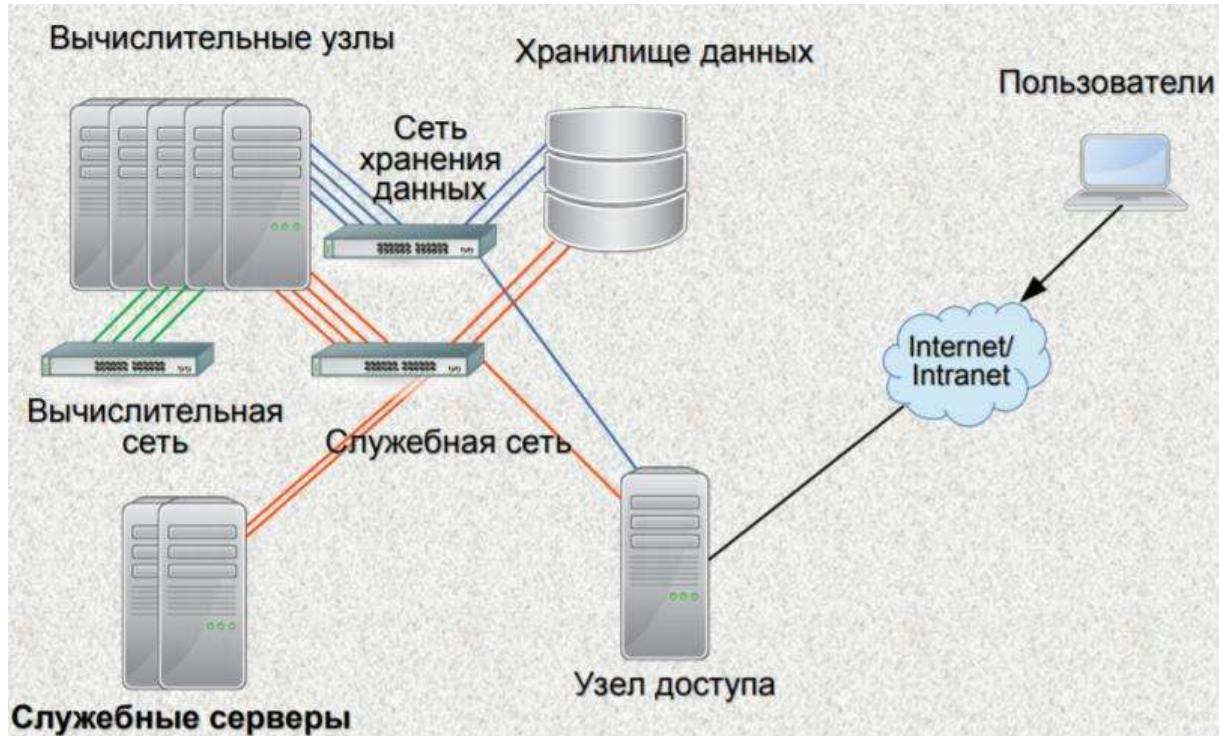 Вычислительные узлы
Хранилище данных
Пользователи
Сеть
хранения
данных
Internet/
Intranet
Вычислительная
сеть
Служебная сеть
Узел доступа
Служебные серверы